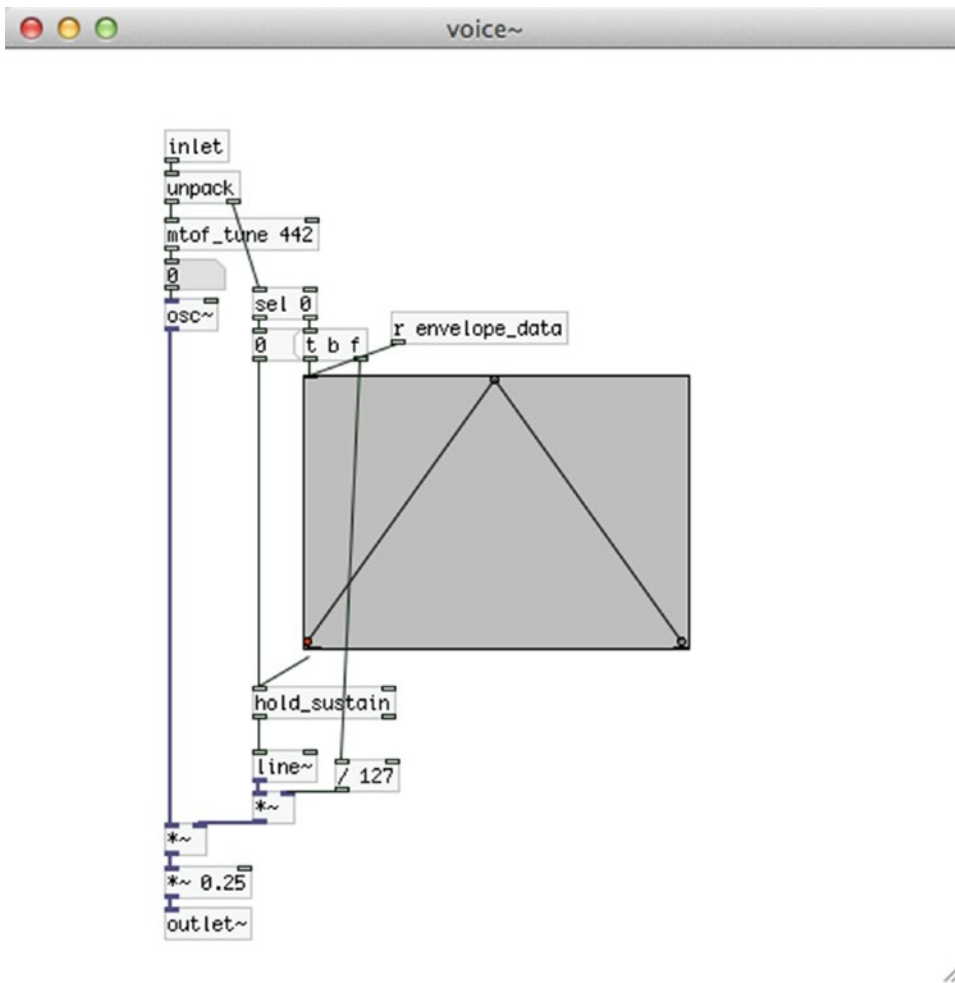 voice~
inlet
unpack
mtof_tune 442
0
osc~
sel 0
0
t b f
r envelope_data
hold_sustain
line~
/ 127
*~
*~
*~ 0.25
outlet~